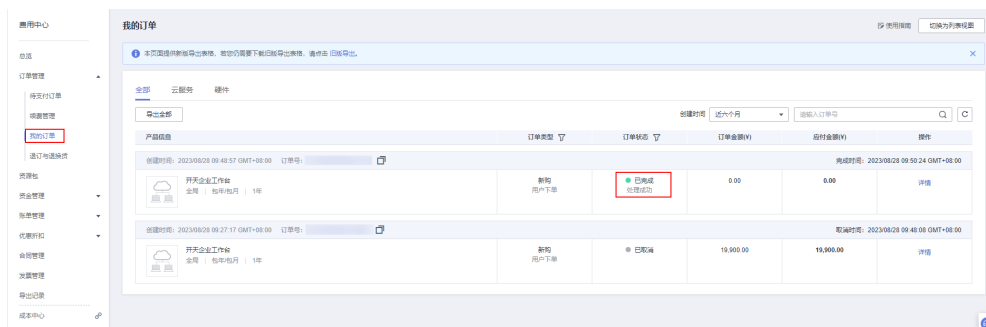 费用中心
我的订单
使用指南
切换为列表视图
总览
本页面提供新版导出表格，若您仍需要下载旧版导出表格，请点击 旧版导出。
订单管理
待支付订单
续费管理
我的订单
退订与退换货
资源包
资金管理
账单管理
优惠折扣
合同管理
发票管理
导出记录
成本中心
全部 云服务 硬件
导出全部
创建时间 近六个月 请输入订单号
产品信息 订单类型 订单状态 订单金额(¥) 应付金额(¥) 操作
创建时间：2023/08/28 09:48:57 GMT+08:00 订单号： 完成时间：2023/08/28 09:50:24 GMT+08:00
开天企业工作台 新购 已完成 0.00 0.00 详情
全局 | 包年/包月 | 1年 用户下单 处理成功
创建时间：2023/08/28 09:27:17 GMT+08:00 订单号： 取消时间：2023/08/28 09:48:08 GMT+08:00
开天企业工作台 新购 已取消 19,900.00 19,900.00 详情
全局 | 包年/包月 | 1年 用户下单